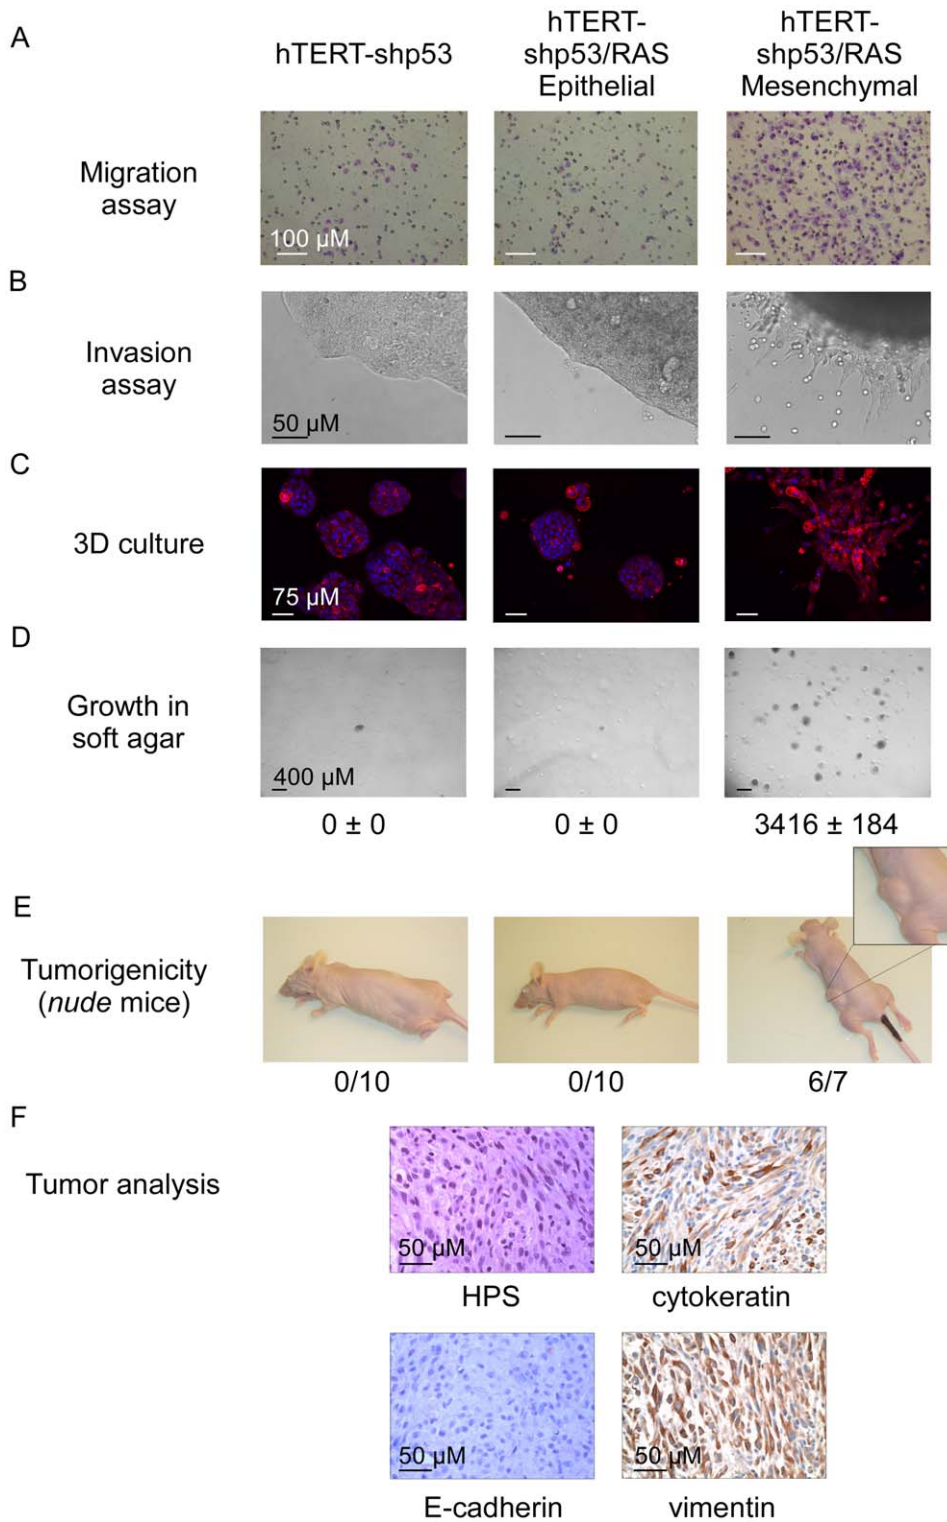 A
hTERT-shp53
hTERT-
shp53/RAS
Epithelial
hTERT-
shp53/RAS
Mesenchymal
Migration
assay
100 µM
B
Invasion
assay
50 µM
C
3D culture
75 µM
D
Growth in
soft agar
400 µM
0 ± 0
0 ± 0
3416 ± 184
E
Tumorigenicity
(nude mice)
0/10
0/10
6/7
F
Tumor analysis
50 µM
50 µM
HPS
cytokeratin
50 µM
50 µM
E-cadherin
vimentin